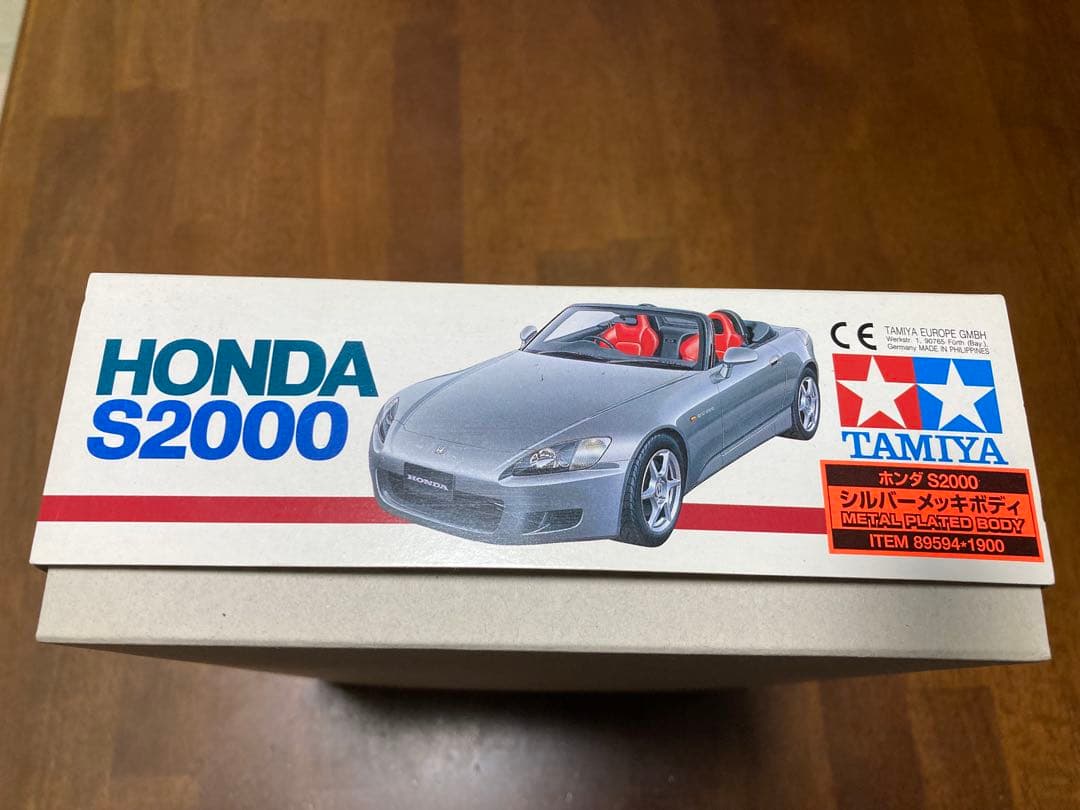 HONDA
S2000
HONDA
CE TAMIYA EUROPE GMBH
Werkstr. 1, 90765 Fürth (Bay.),
Germany MADE IN PHILIPPINES
TAMIYA
ホンダ S2000
シルバーメッキボディ
METAL PLATED BODY
ITEM 89594*1900